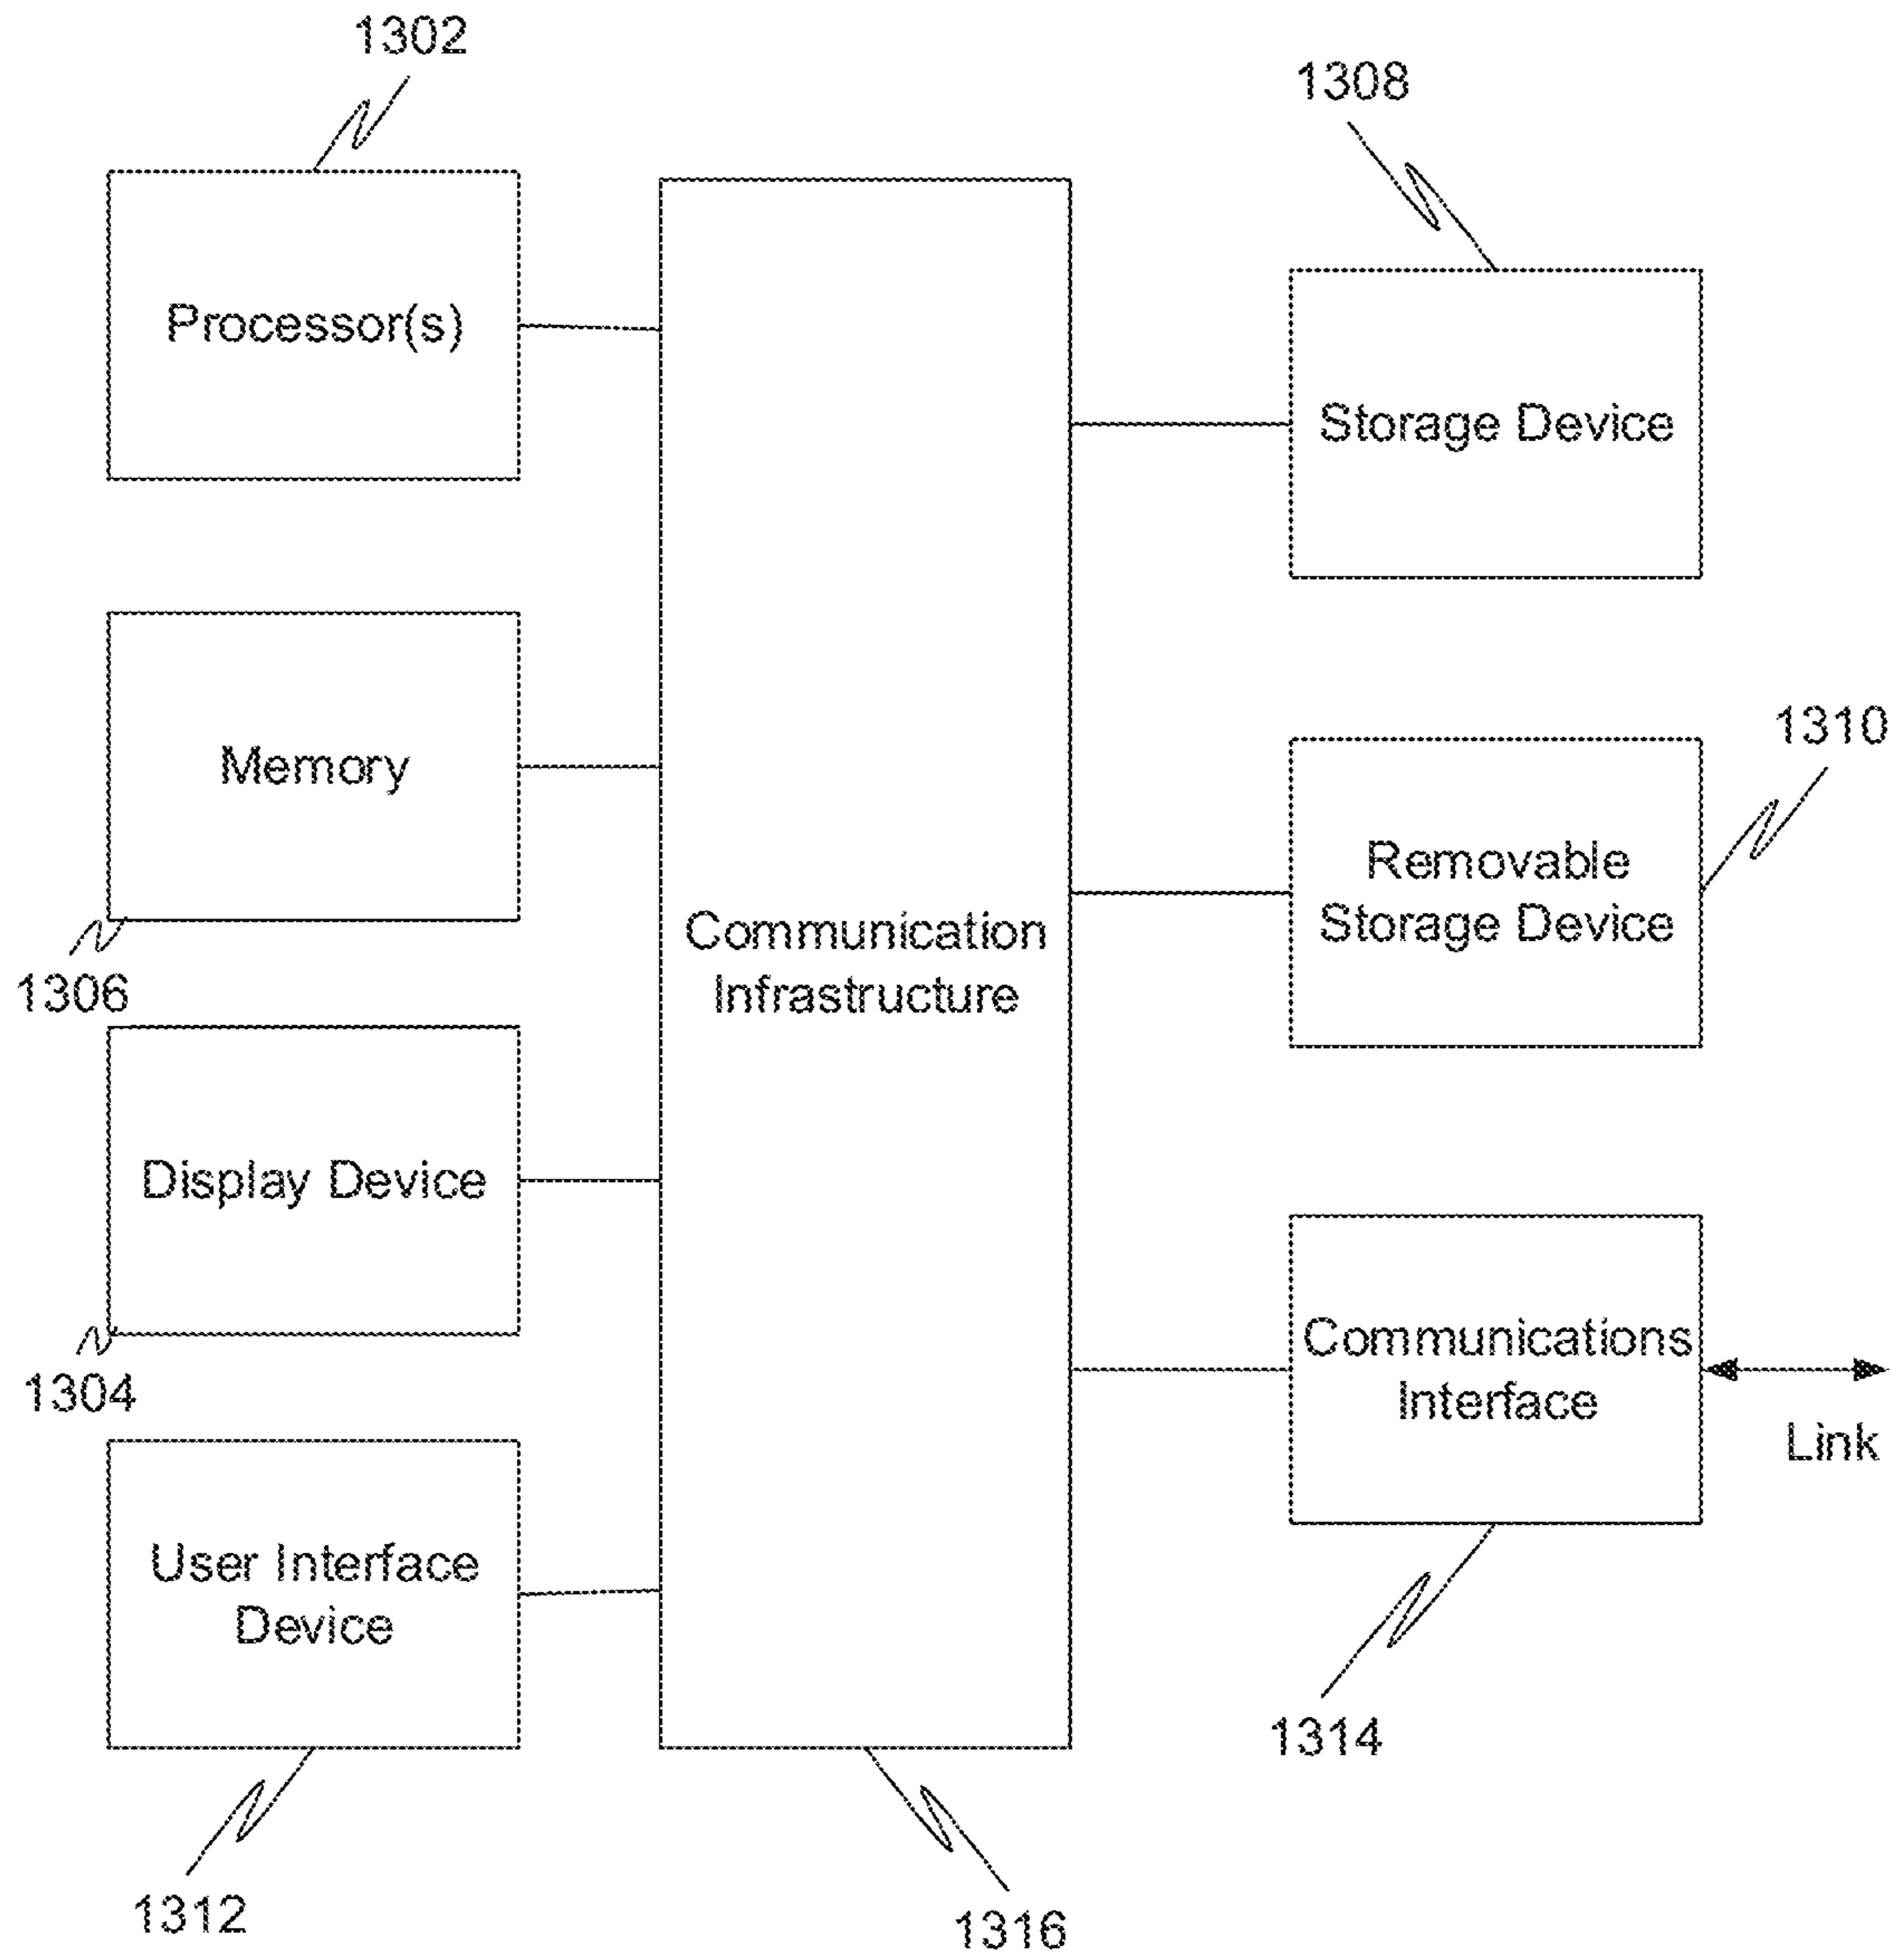 1302
1308
Processor(s)
Storage Device
1310
Memory
Removable
Storage Device
Communication
Infrastructure
1306
Display Device
Communications
Interface
1304
Link
User Interface
Device
1314
1312
1316